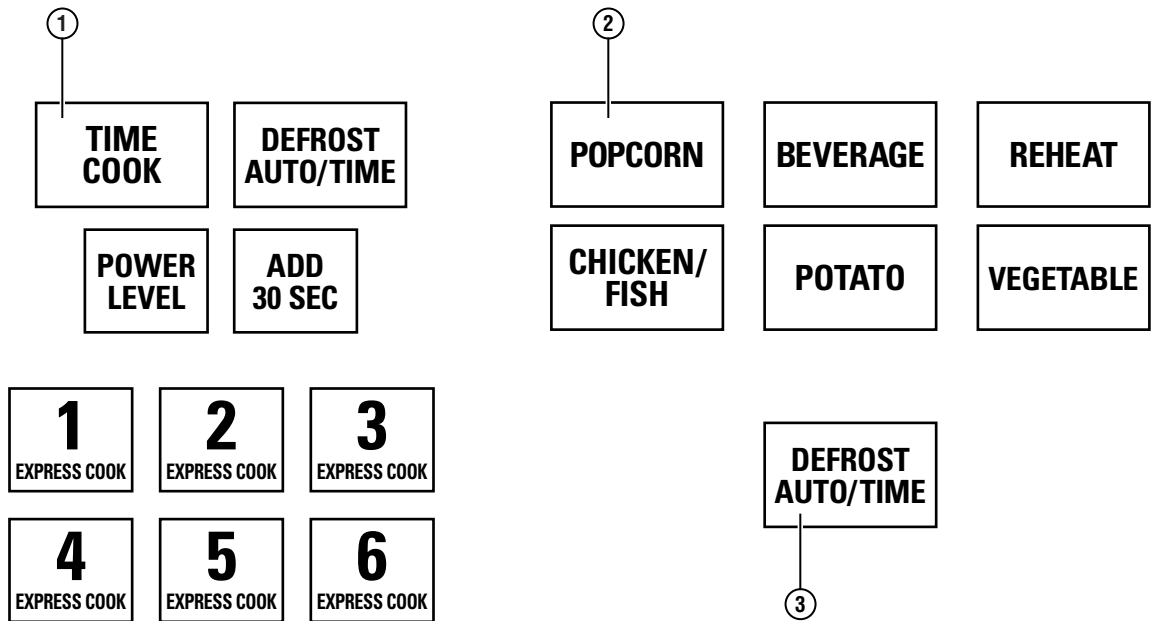 1
TIME
COOK
DEFROST
AUTO/TIME
POWER
LEVEL
ADD
30 SEC
1
EXPRESS COOK
2
EXPRESS COOK
3
EXPRESS COOK
4
EXPRESS COOK
5
EXPRESS COOK
6
EXPRESS COOK
2
POPCORN
BEVERAGE
REHEAT
CHICKEN/
FISH
POTATO
VEGETABLE
DEFROST
AUTO/TIME
3